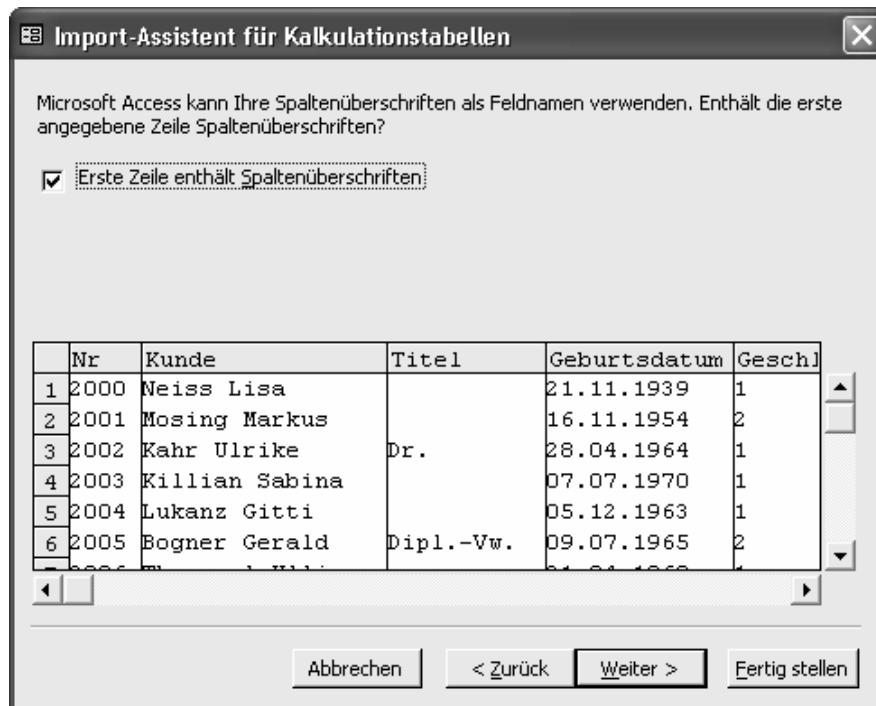 Import-Assistent für Kalkulationstabellen
Microsoft Access kann Ihre Spaltenüberschriften als Feldnamen verwenden. Enthält die erste
angegebene Zeile Spaltenüberschriften?
Erste Zeile enthält Spaltenüberschriften
Nr Kunde Titel Geburtsdatum Geschl
1 2000 Neiss Lisa 21.11.1939 1
2 2001 Mosing Markus 16.11.1954 2
3 2002 Kahr Ulrike Dr. 28.04.1964 1
4 2003 Killian Sabina 07.07.1970 1
5 2004 Lukanz Gitti 05.12.1963 1
6 2005 Bogner Gerald Dipl.-Vw. 09.07.1965 2
Abbrechen < Zurück Weiter > Fertig stellen